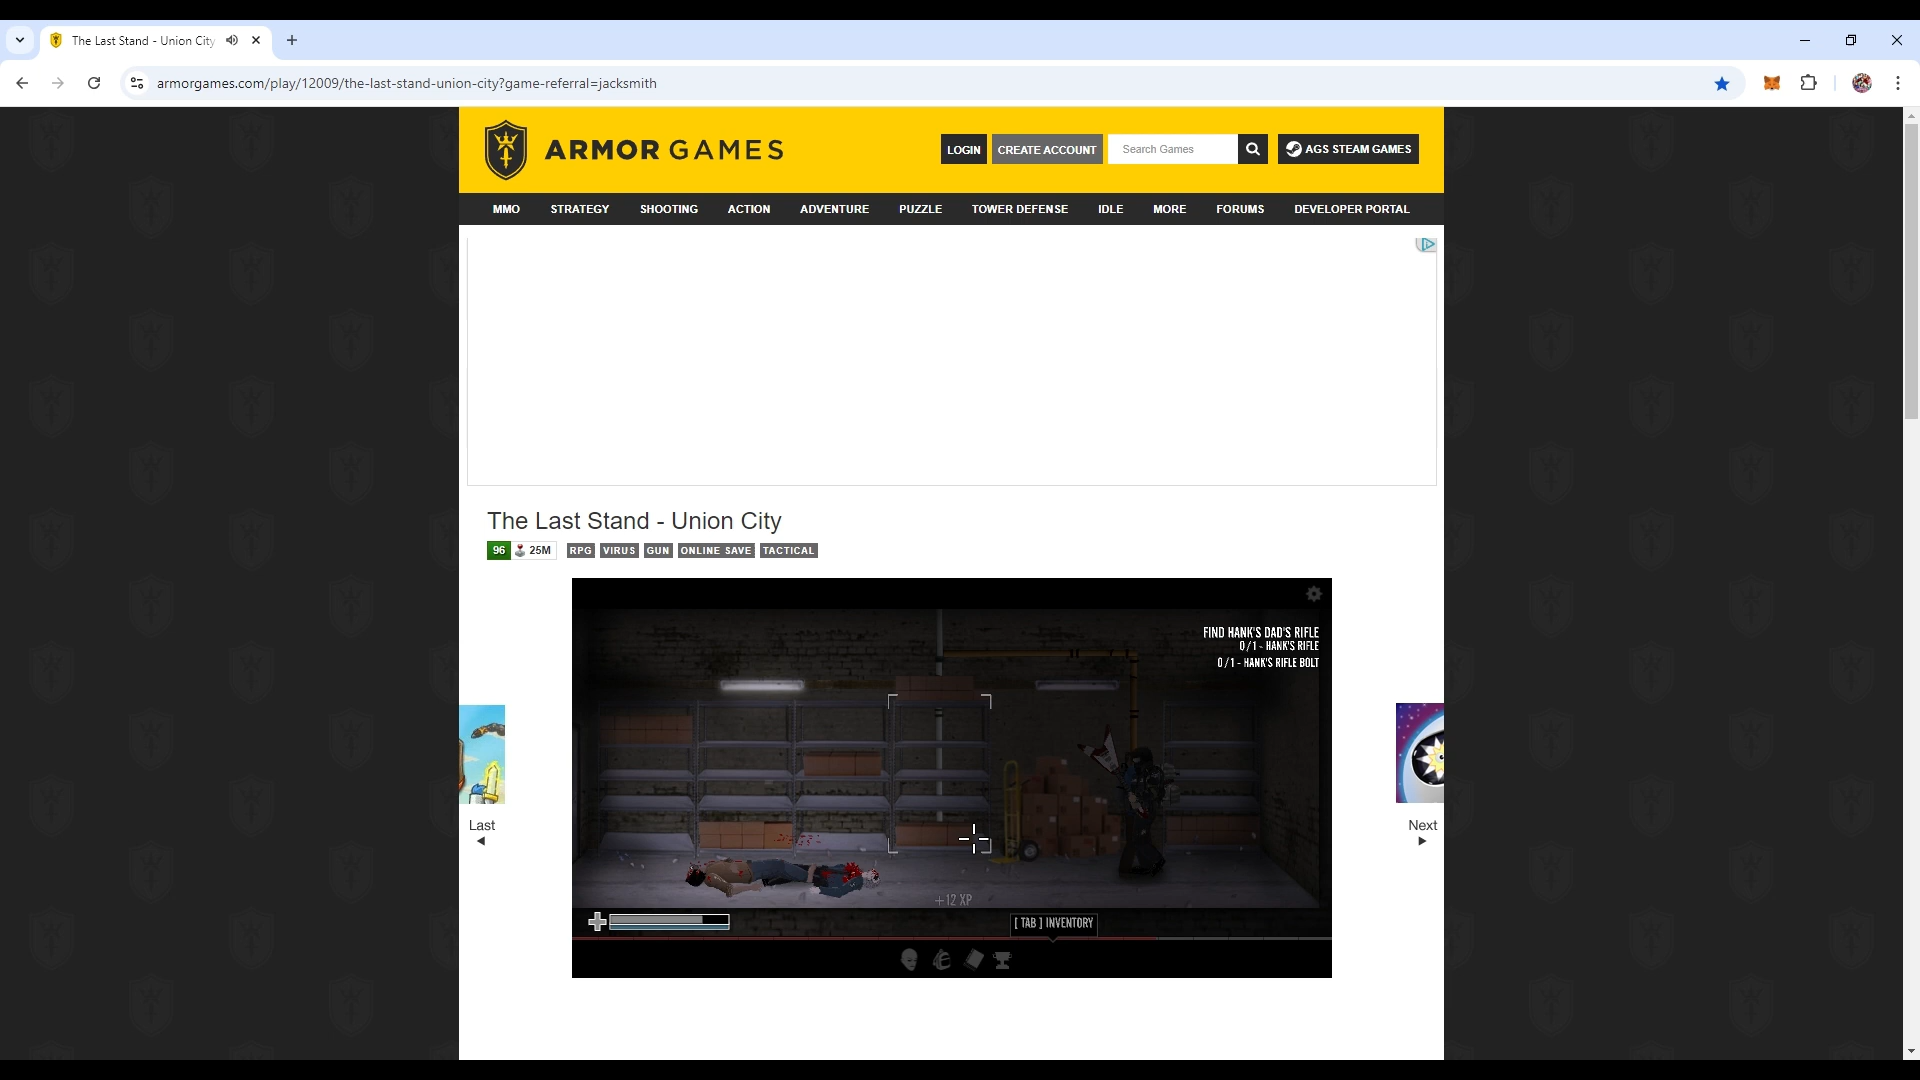 The Last Stand - Union City
armorgames.com/play/12009/the-last-stand-union-city?game-referral=jacksmith
ARMOR GAMES
LOGIN
CREATE ACCOUNT
Search Games
AGS STEAM GAMES
MMO
STRATEGY
SHOOTING
ACTION
ADVENTURE
PUZZLE
TOWER DEFENSE
IDLE
MORE
FORUMS
DEVELOPER PORTAL
The Last Stand - Union City
96
25M
RPG
VIRUS
GUN
ONLINE SAVE
TACTICAL
FIND HANK'S DAD'S RIFLE
0/1 - HANK'S RIFLE
0/1 - HANK'S RIFLE BOLT
Last
Next
+12 XP
[ TAB ] INVENTORY